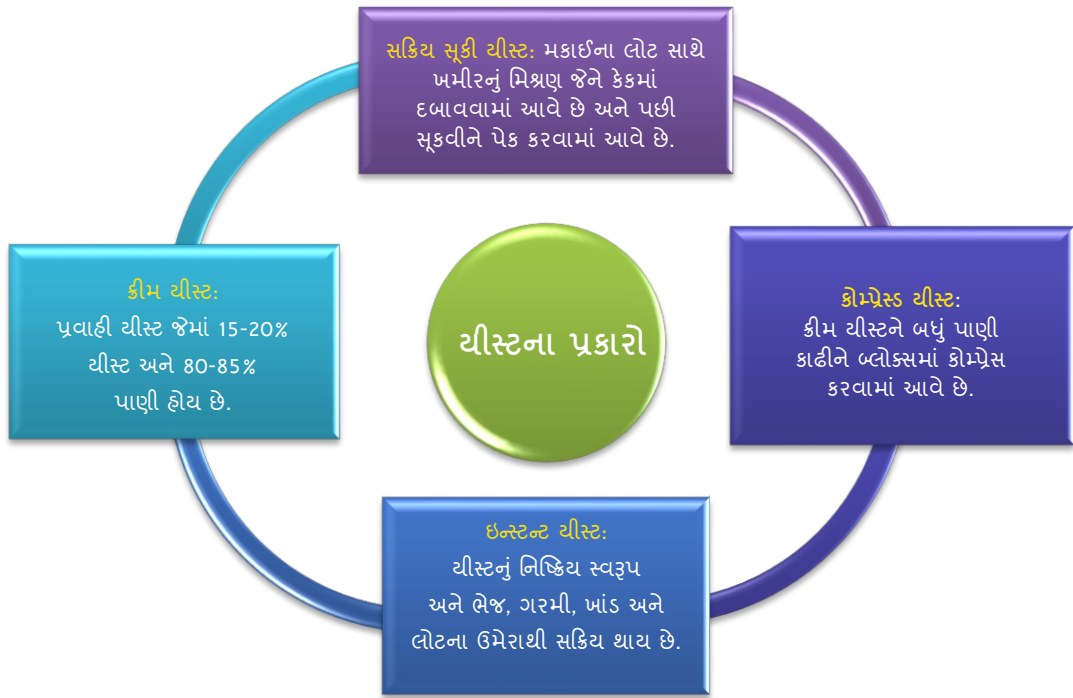 સક્રિય સૂકી યીસ્ટ: મકાઈના લોટ સાથે
ખમીરનું મિશ્રણ જેને કેકમાં
દબાવવામાં આવે છે અને પછી
સૂકવીને પેક કરવામાં આવે છે.
ક્રીમ યીસ્ટ:
પ્રવાહી યીસ્ટ જેમાં 15-20%
યીસ્ટ અને 80-85%
પાણી હોય છે.
યીસ્ટના પ્રકારો
કોમ્પ્રેસ્ડ યીસ્ટ:
ક્રીમ યીસ્ટને બધું પાણી
કાઢીને બ્લોક્સમાં કોમ્પ્રેસ
કરવામાં આવે છે.
ઇન્સ્ટન્ટ યીસ્ટ:
યીસ્ટનું નિષ્ક્રિય સ્વરૂપ
અને ભેજ, ગરમી, ખાંડ અને
લોટના ઉમેરાથી સક્રિય થાય છે.